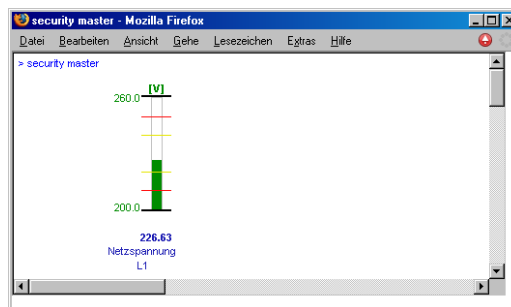 security master - Mozilla Firefox
Datei Bearbeiten Ansicht Gehe Lesezeichen Extras Hilfe
> security master
[V]
260.0
200.0
226.63
Netzspannung
L1